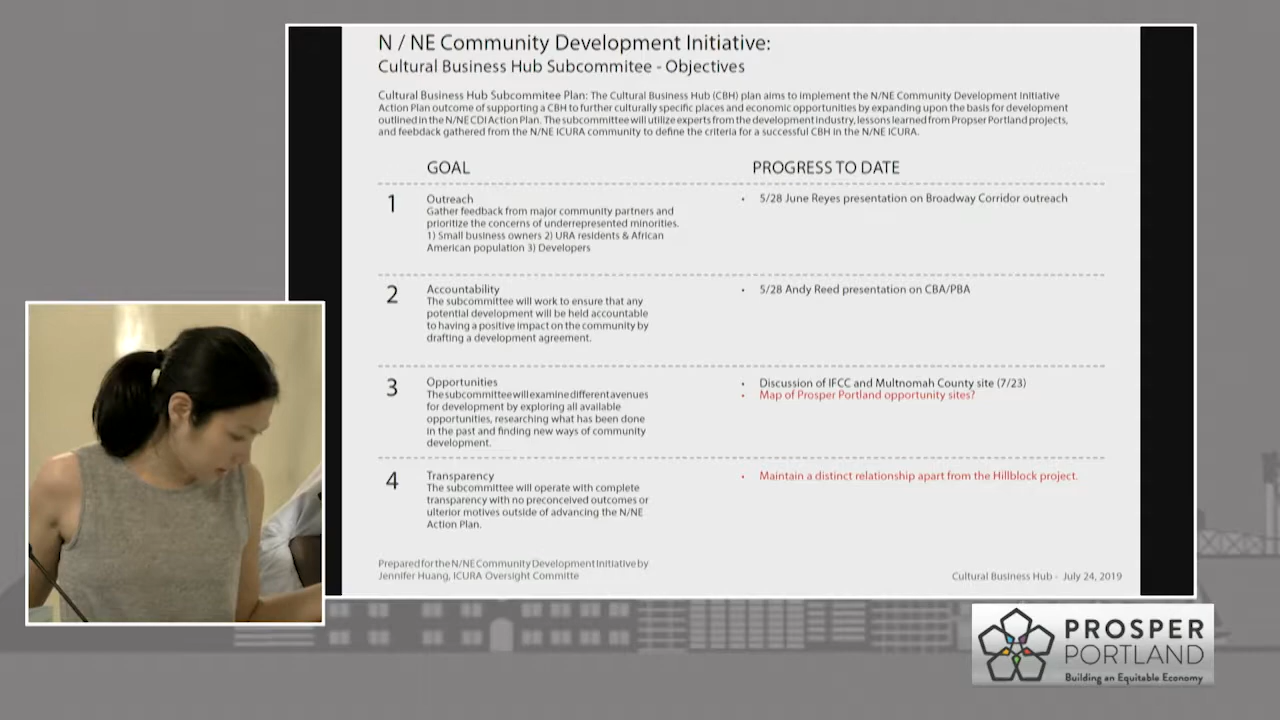 N / NE Community Development Initiative:
Cultural Business Hub Subcommitee - Objectives
Cultural Business Hub Subcommitee Plan: The Cultural Business Hub (CBH) plan aims to implement the N/NE Community Development Initiative
Action Plan outcome of supporting a CBH to further culturally specific places and economic opportunities by expanding upon the basis for development
outlined in the N/NE CDI Action Plan. The subcommittee will utilize experts from the development industry, lessons learned from Propser Portland projects,
and feebdack gathered from the N/NE ICURA community to define the criteria for a successful CBH in the N/NE ICURA.
GOAL
PROGRESS TO DATE
1
Outreach
Gather feedback from major community partners and
prioritize the concerns of underrepresented minorities.
1) Small business owners 2) URA residents & African
American population 3) Developers
• 5/28 June Reyes presentation on Broadway Corridor outreach
2
Accountability
The subcommittee will work to ensure that any
potential development will be held accountable
to having a positive impact on the community by
drafting a development agreement.
• 5/28 Andy Reed presentation on CBA/PBA
3
Opportunities
The subcommittee will examine different avenues
for development by exploring all available
opportunities, researching what has been done
in the past and finding new ways of community
development.
• Discussion of IFCC and Multnomah County site (7/23)
• Map of Prosper Portland opportunity sites?
4
Transparency
The subcommittee will operate with complete
transparency with no preconceived outcomes or
ulterior motives outside of advancing the N/NE
Action Plan.
• Maintain a distinct relationship apart from the Hillblock project.
Prepared for the N/NE Community Development Initiative by
Jennifer Huang, ICURA Oversight Committe
Cultural Business Hub - July 24, 2019
PROSPER
PORTLAND
Building an Equitable Economy